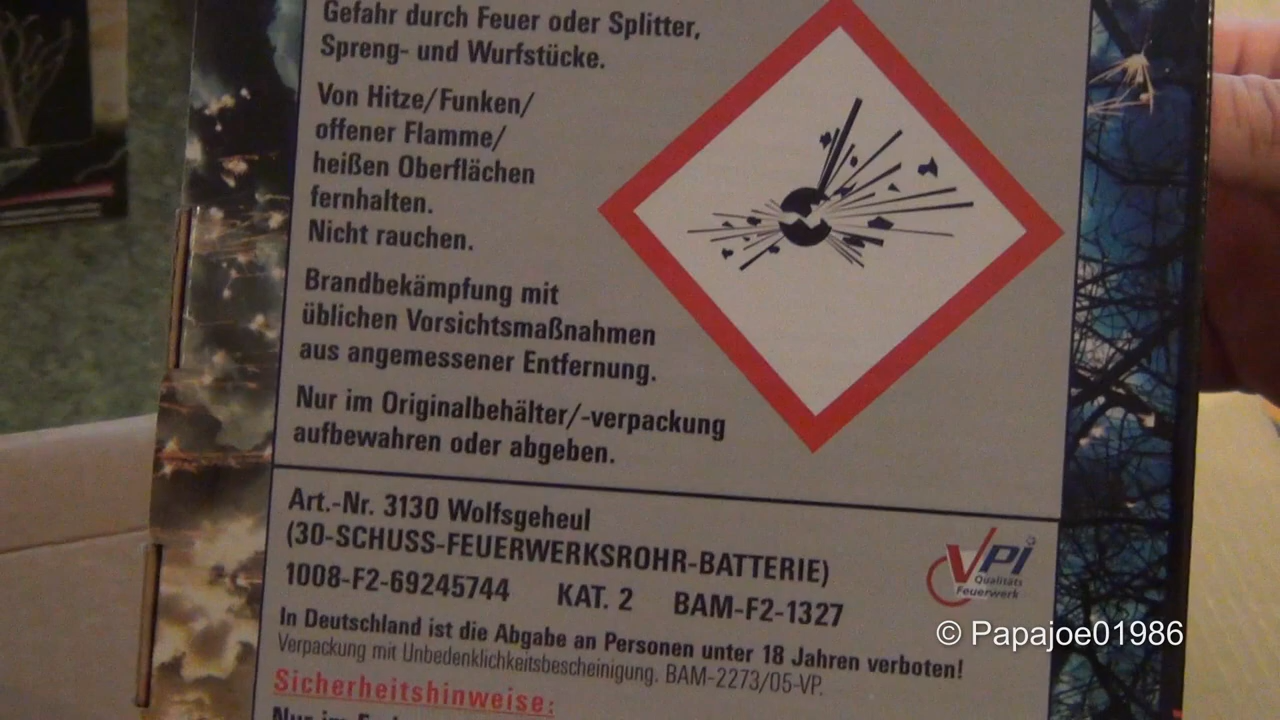 Gefahr durch Feuer oder Splitter,
Spreng- und Wurfstücke.
Von Hitze/Funken/
offener Flamme/
heißen Oberflächen
fernhalten.
Nicht rauchen.
Brandbekämpfung mit
üblichen Vorsichtsmaßnahmen
aus angemessener Entfernung.
Nur im Originalbehälter/-verpackung
aufbewahren oder abgeben.
Art.-Nr. 3130 Wolfsgeheul
(30-SCHUSS-FEUERWERKSROHR-BATTERIE)
1008-F2-69245744 KAT. 2 BAM-F2-1327
VPI
Qualitäts
Feuerwerk
© Papajoe01986
In Deutschland ist die Abgabe an Personen unter 18 Jahren verboten!
Verpackung mit Unbedenklichkeitsbescheinigung. BAM-2273/05-VP.
Sicherheitshinweise:
Nur im